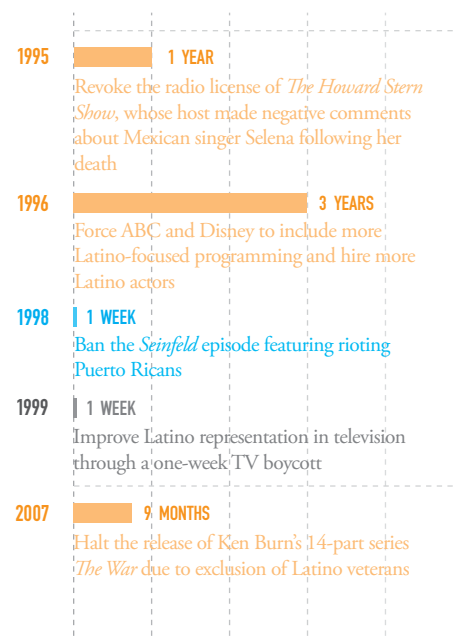 1995 1 YEAR
Revoke the radio license of The Howard Stern
Show, whose host made negative comments
about Mexican singer Selena following her
death
1996 3 YEARS
Force ABC and Disney to include more
Latino-focused programming and hire more
Latino actors
1998 1 WEEK
Ban the Seinfeld episode featuring rioting
Puerto Ricans
1999 1 WEEK
Improve Latino representation in television
through a one-week TV boycott
2007 9 MONTHS
Halt the release of Ken Burn's 14-part series
The War due to exclusion of Latino veterans